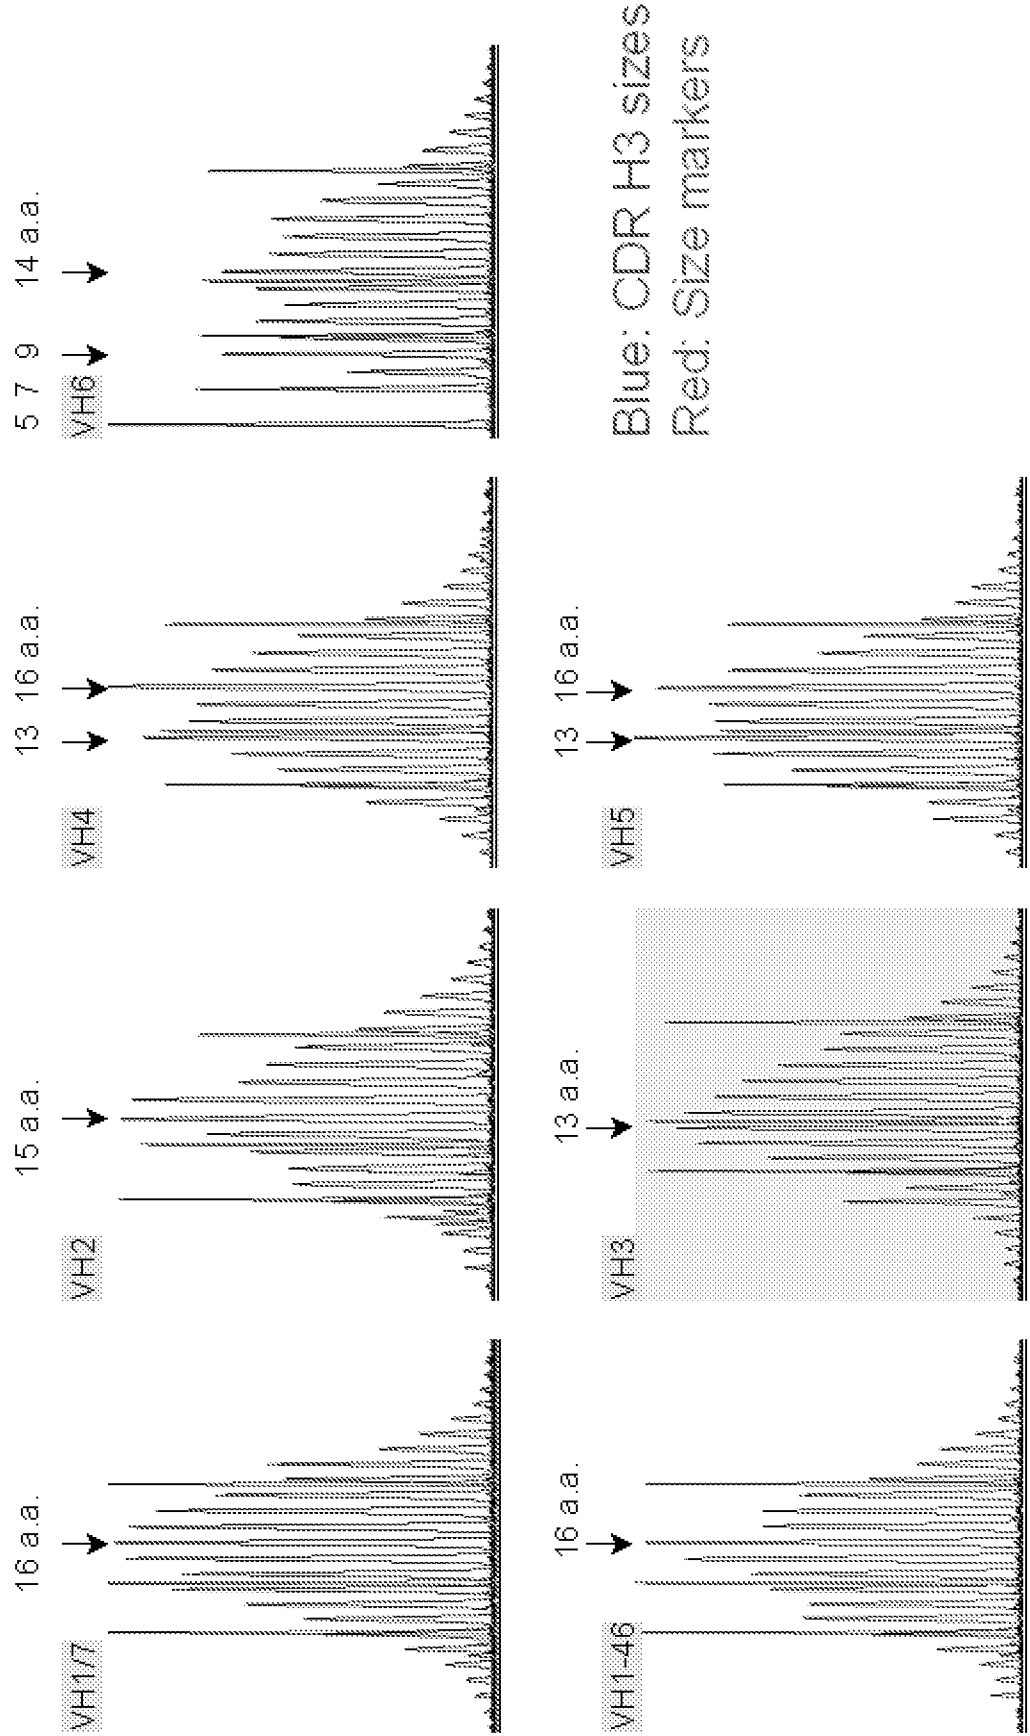 16 a.a.
VH1/7
15 a.a.
VH2
13 16 a.a.
VH4
5 7 9 14 a.a.
VH6
16 a.a.
VH1-46
13 a.a.
VH3
13 16 a.a.
VH5
Blue: CDR H3 sizes
Red: Size markers